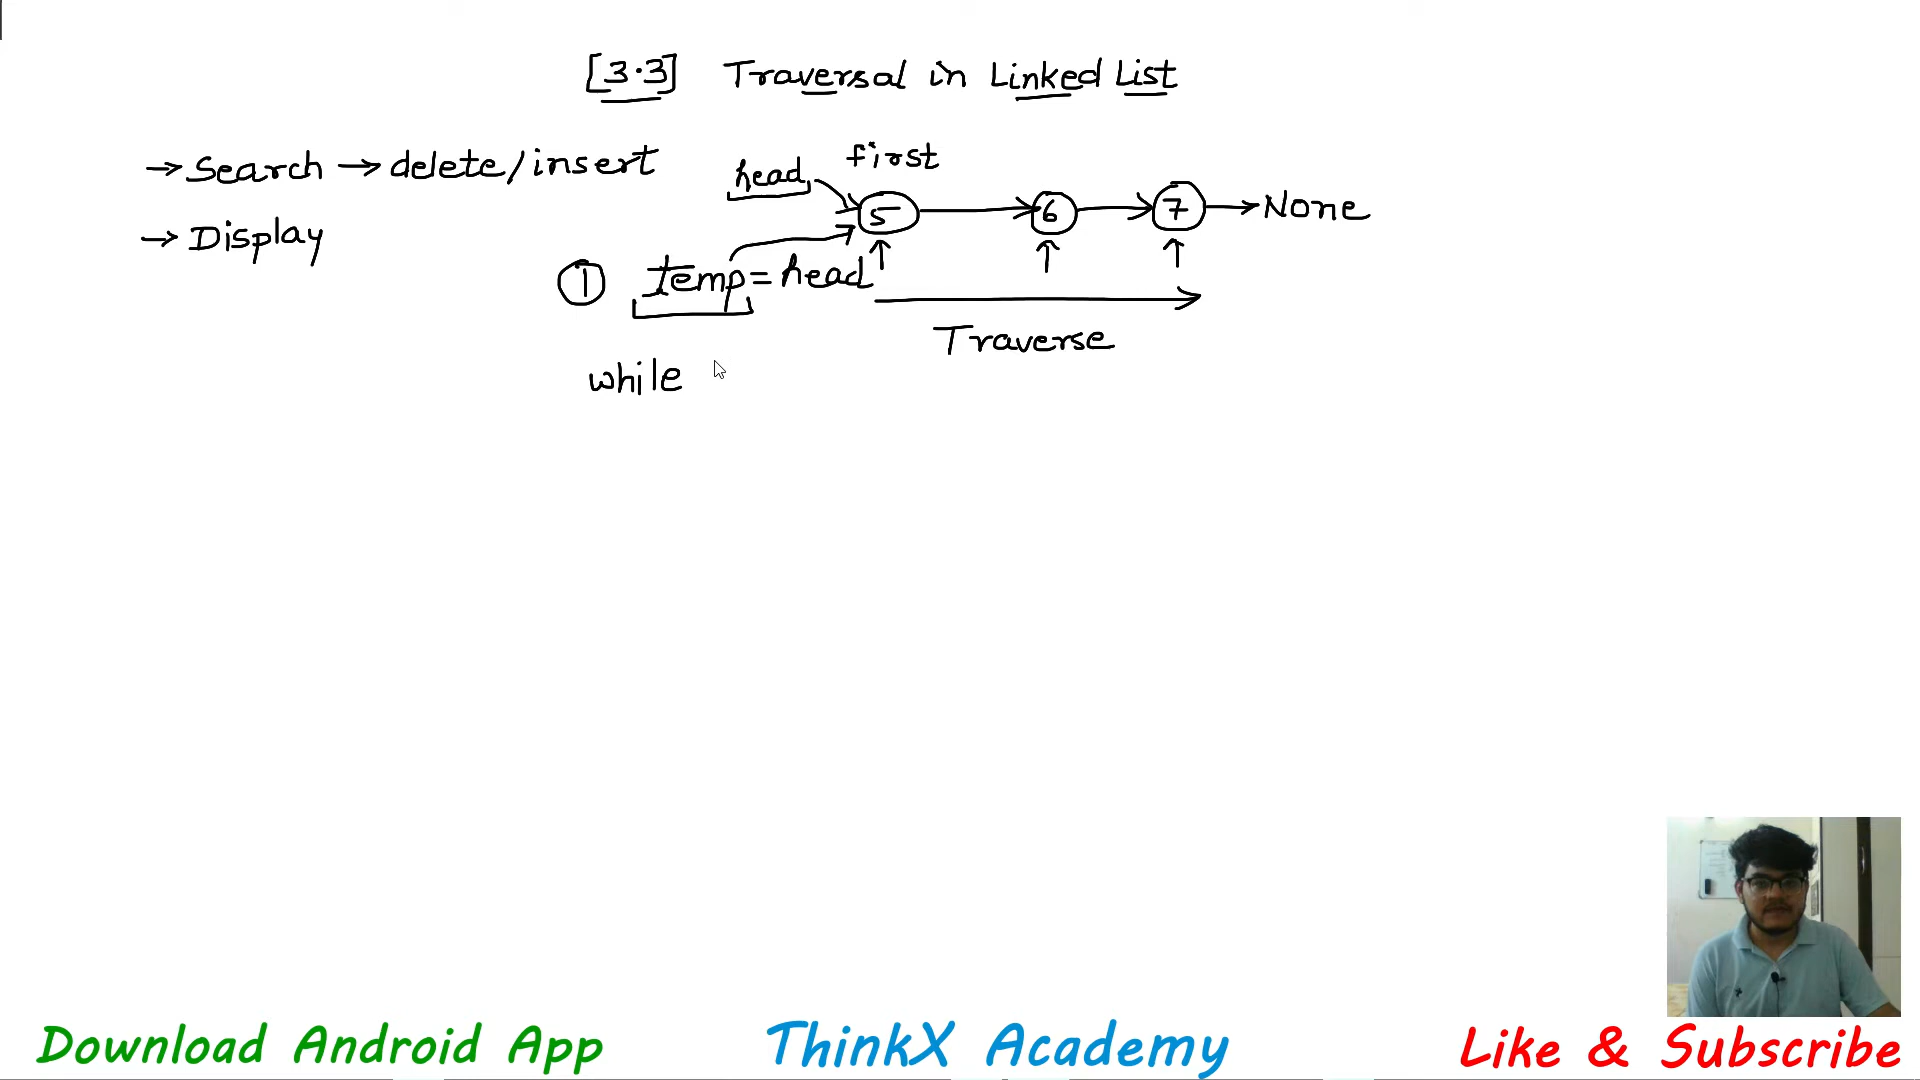 [3.3] Traversal in Linked List
→ Search → delete/insert
→ Display
head first
5 → 6 → 7 → None
① temp = head
Traverse
while
Download Android App
ThinkX Academy
Like & Subscribe